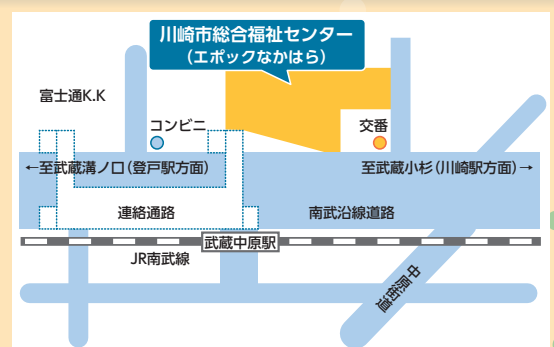 川崎市総合福祉センター
（エポックなかはら）
富士通K.K
コンビニ
交番
←至武蔵溝ノ口（登戸駅方面）
至武蔵小杉（川崎駅方面）→
連絡通路
南武沿線道路
武蔵中原駅
JR南武線
中原街道